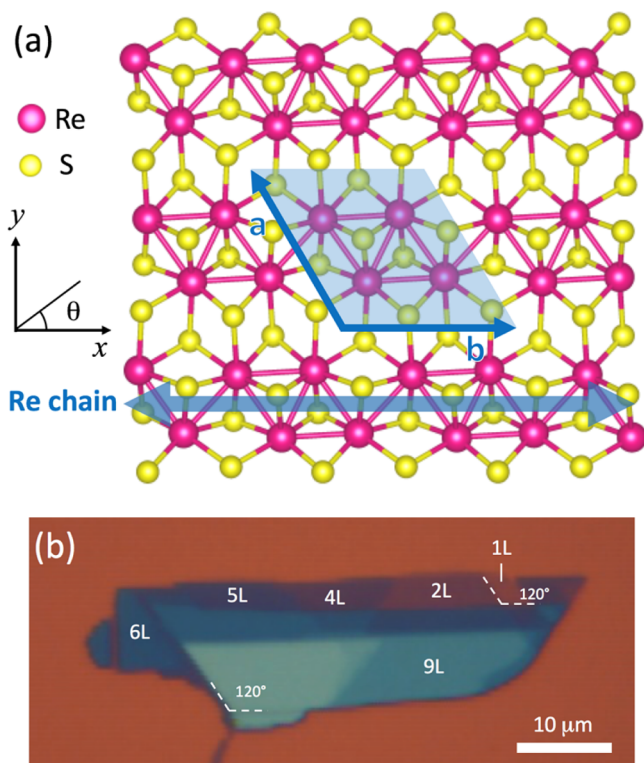 (a)
Re
S
y
θ
x
a
b
Re chain
(b)
1L
5L
4L
2L
120°
6L
9L
120°
10 μm